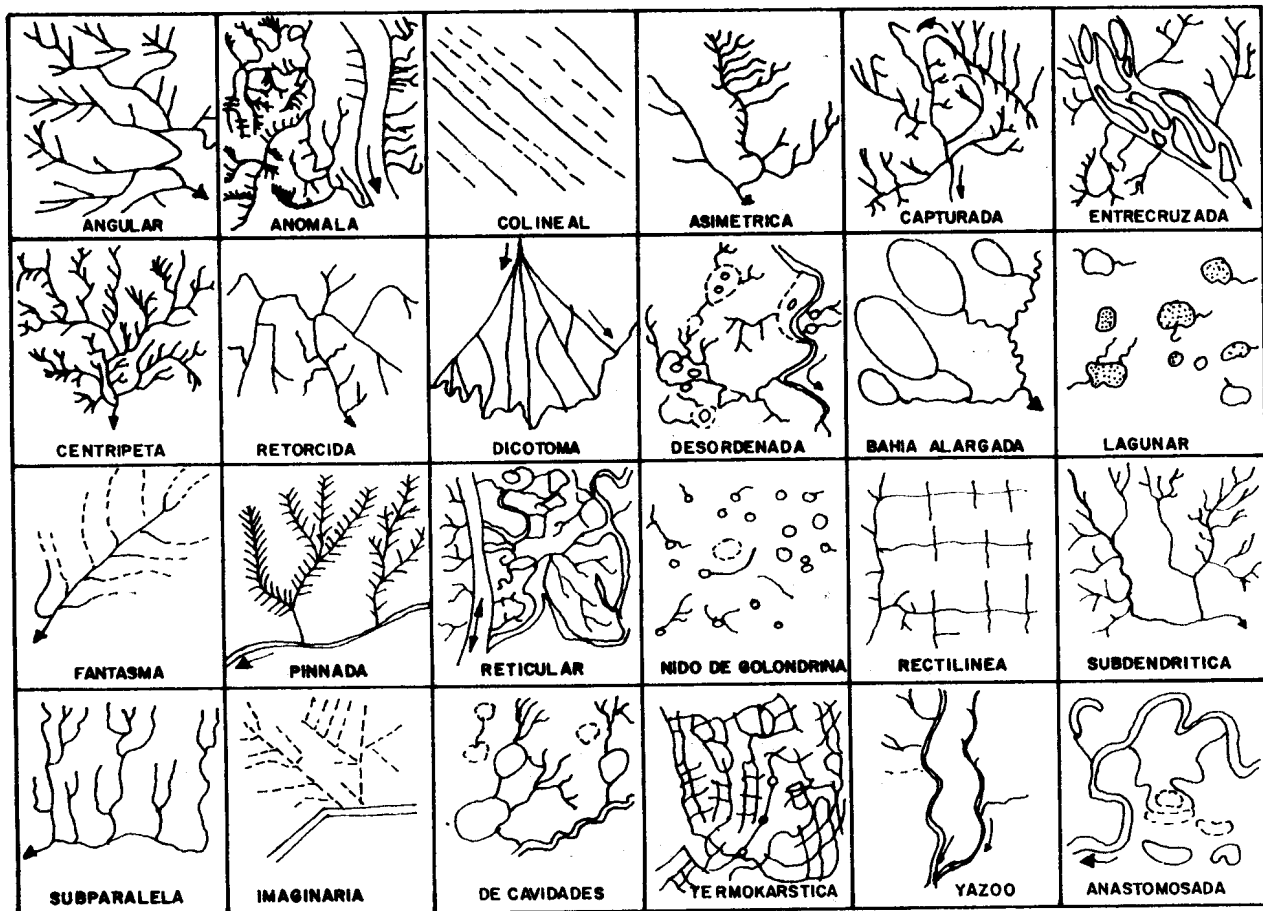 ANGULAR
ANOMALA
COLINEAL
ASIMETRICA
CAPTURADA
ENTRECRUZADA
CENTRIPETA
RETORCIDA
DICOTOMA
DESORDENADA
BAHIA ALARGADA
LAGUNAR
FANTASMA
PINNADA
RETICULAR
NIDO DE GOLONDRINA
RECTILINEA
SUBDENDRITICA
SUBPARALELA
IMAGINARIA
DE CAVIDADES
TERMOKARSTICA
YAZOO
ANASTOMOSADA